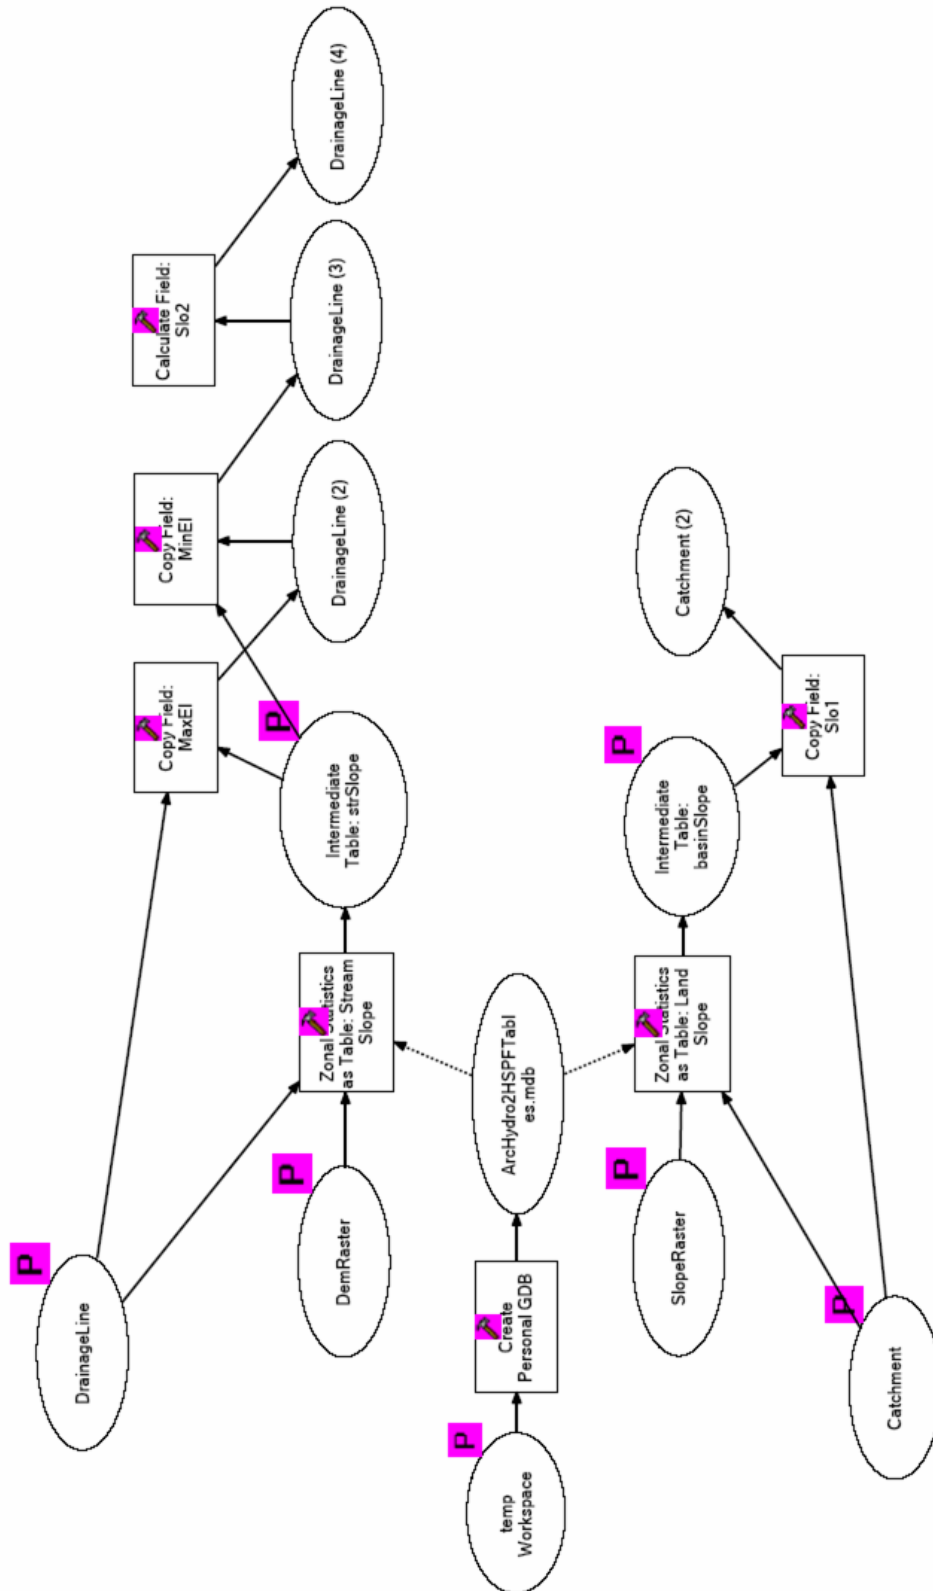 DrainageLine
P
temp
Workspace
P
Create
Personal GDB
DemRaster
P
SlopeRaster
P
Catchment
P
ArcHydro2HSPFTabl
es.mdb
Zonal Statistics
as Table: Stream
Slope
Zonal Statistics
as Table: Land
Slope
Intermediate
Table: strSlope
P
Intermediate
Table:
basinSlope
P
Copy Field:
MaxEl
Copy Field:
MinEl
Calculate Field:
Slo2
DrainageLine (2)
DrainageLine (3)
DrainageLine (4)
Copy Field:
Slo1
Catchment (2)